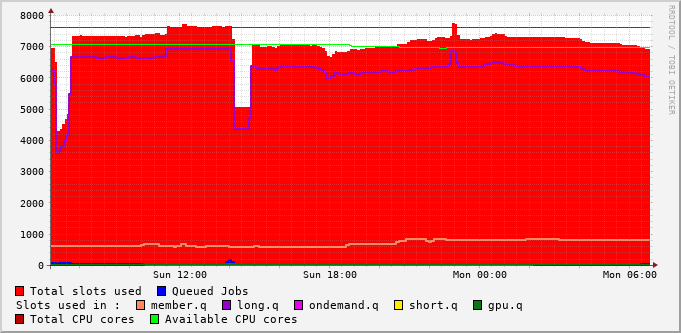 8000
7000
6000
5000
4000
3000
2000
1000
0
Sun 12:00 Sun 18:00 Mon 00:00 Mon 06:00
RRDTOOL / TOBI OETIKER
Total slots used Queued Jobs
Slots used in : member.q long.q ondemand.q short.q gpu.q
Total CPU cores Available CPU cores